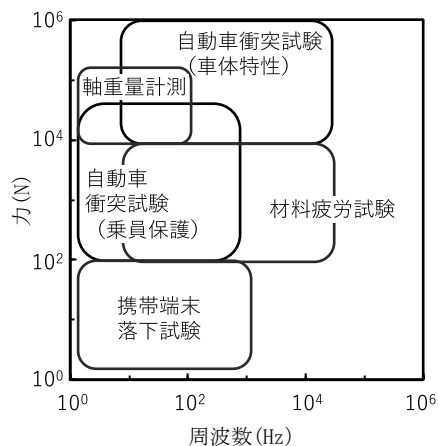 10⁶
自動車衝突試験
(車体特性)
軸重量計測
10⁴
力(N)
自動車
衝突試験
(乗員保護)
材料疲労試験
10²
携帯端末
落下試験
10⁰
10⁰ 10² 10⁴ 10⁶
周波数(Hz)